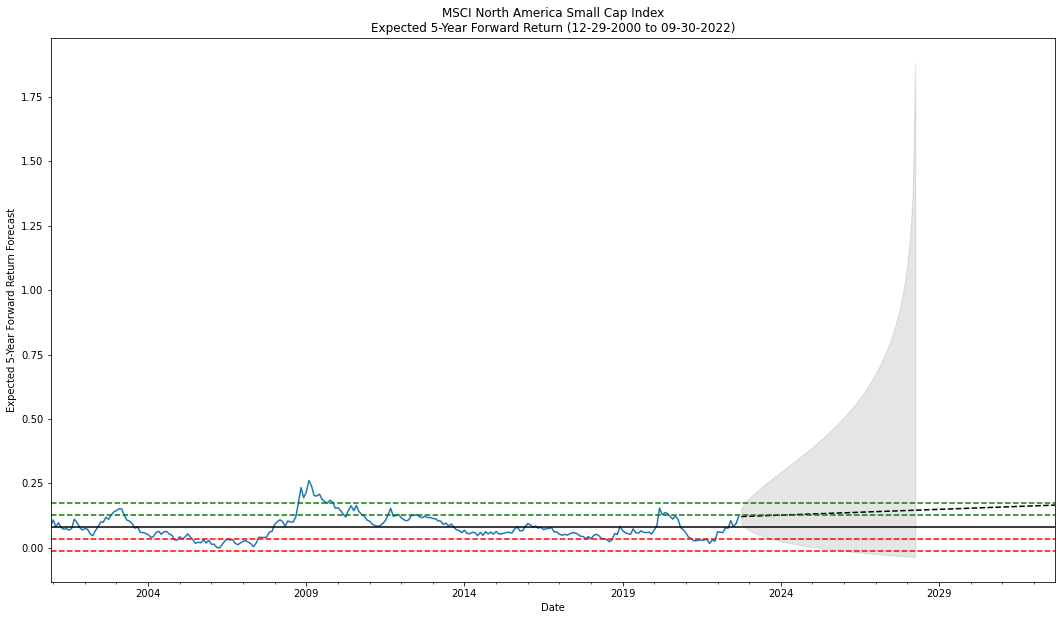 MSCI North America Small Cap Index
Expected 5-Year Forward Return (12-29-2000 to 09-30-2022)
Expected 5-Year Forward Return Forecast
1.75
1.50
1.25
1.00
0.75
0.50
0.25
0.00
2004 2009 2014 2019 2024 2029
Date